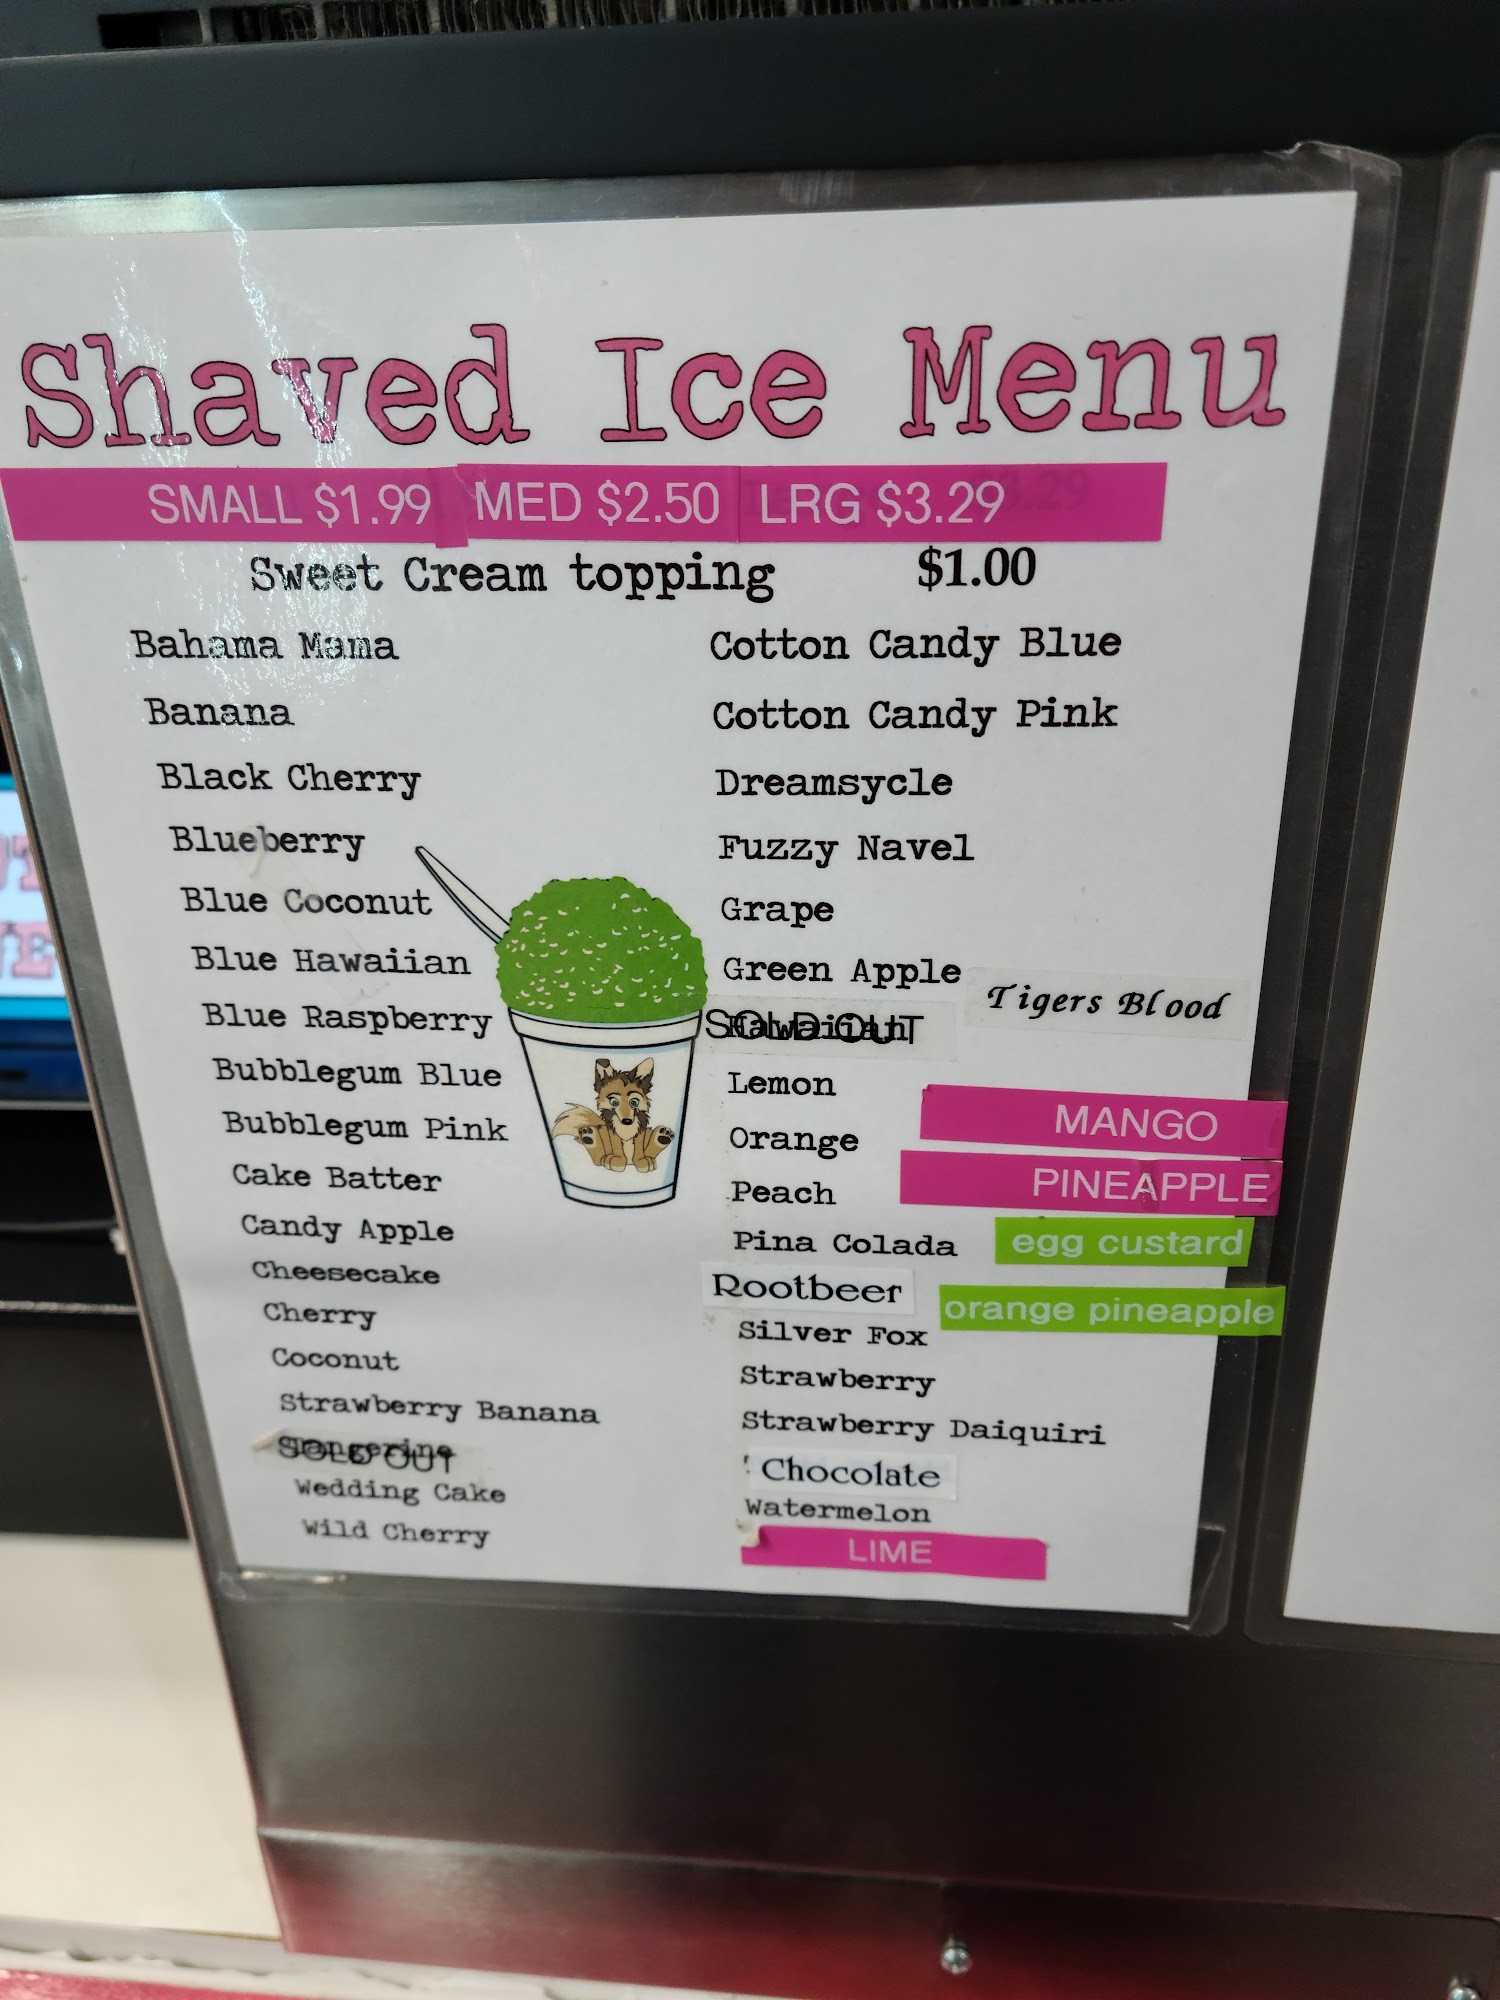 Shaved Ice Menu
SMALL $1.99 MED $2.50 LRG $3.29
Sweet Cream topping $1.00
Bahama Mama
Banana
Black Cherry
Blueberry
Blue Coconut
Blue Hawaiian
Blue Raspberry
Bubblegum Blue
Bubblegum Pink
Cake Batter
Candy Apple
Cheesecake
Cherry
Coconut
Strawberry Banana
Tangerine
SOLD OUT
Wedding Cake
Wild Cherry
Cotton Candy Blue
Cotton Candy Pink
Dreamsycle
Fuzzy Navel
Grape
Green Apple
Hawaiian
SOLD OUT
Lemon
Orange
Peach
Pina Colada
Rootbeer
Silver Fox
Strawberry
Strawberry Daiquiri
Chocolate
Watermelon
LIME
Tigers Blood
MANGO
PINEAPPLE
egg custard
orange pineapple